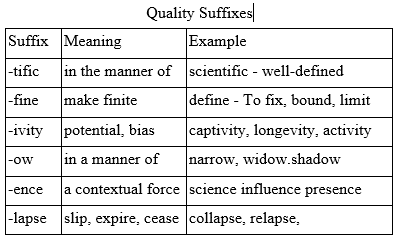 Quality Suffixes
Suffix Meaning Example
-tific in the manner of scientific - well-defined
-fine make finite define - To fix, bound, limit
-ivity potential, bias captivity, longevity, activity
-ow in a manner of narrow, widow.shadow
-ence a contextual force science influence presence
-lapse slip, expire, cease collapse, relapse,